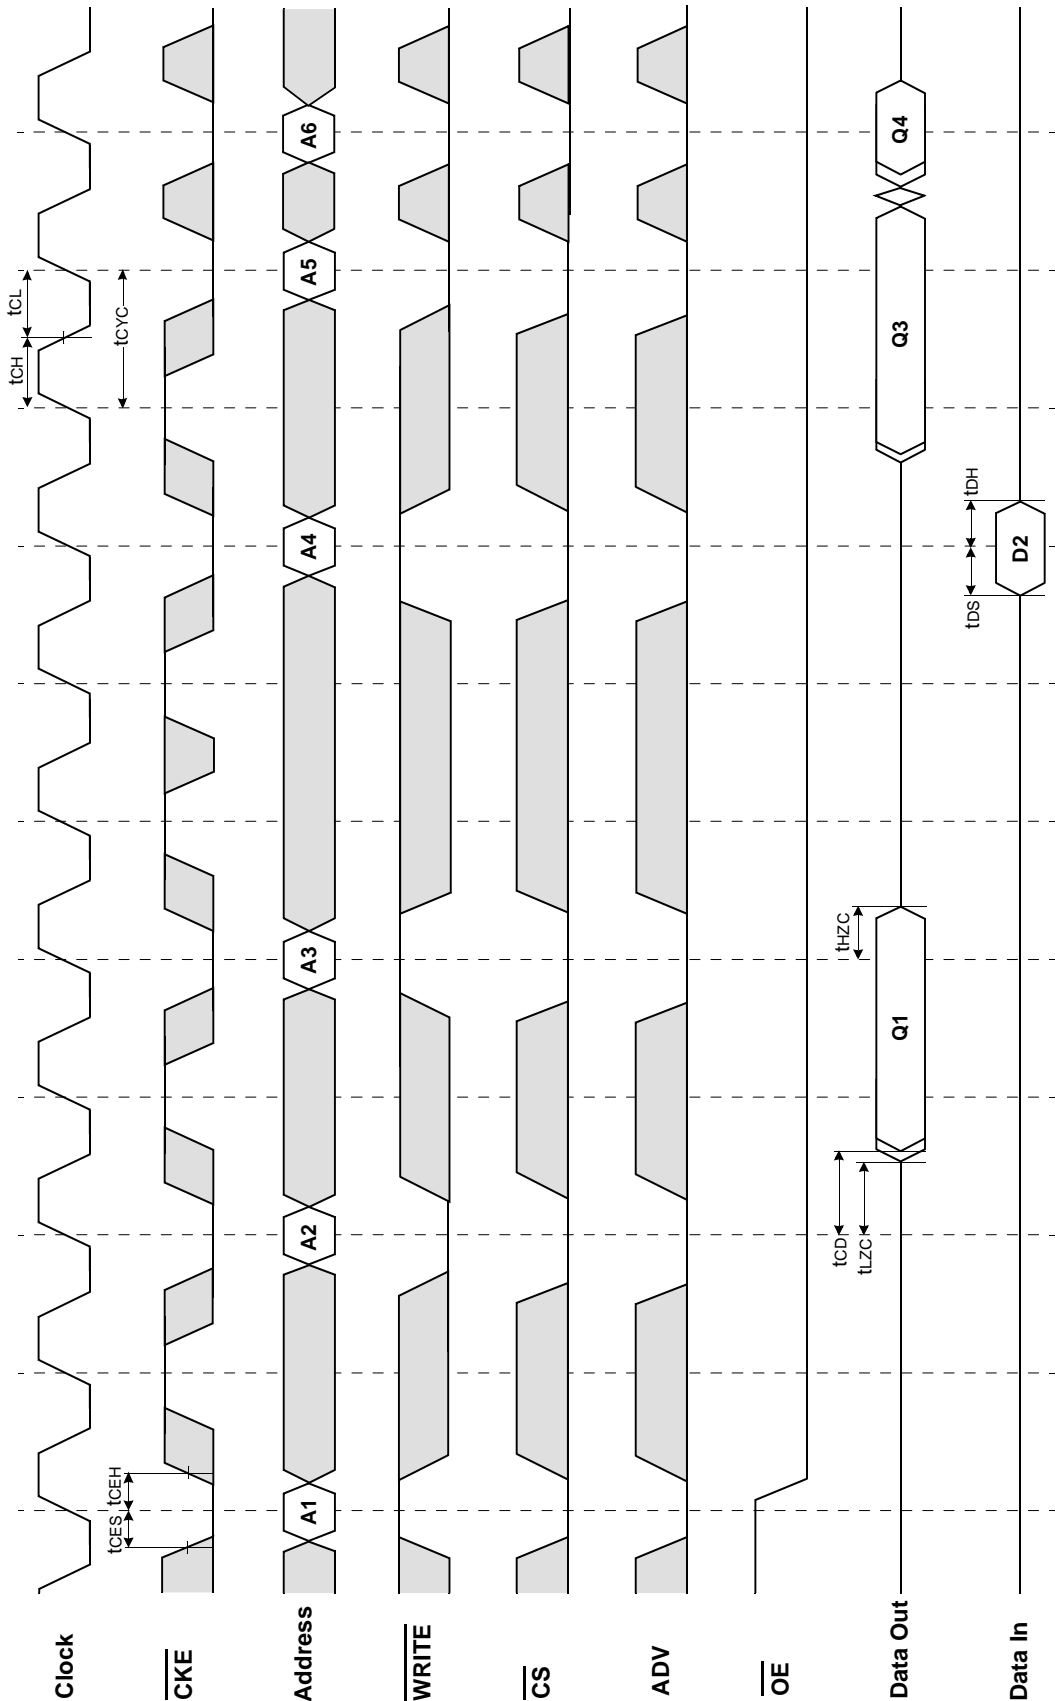 Clock
tCES tCEH
tCH tCL
tCYC
CKE
Address
A1 A2 A3 A4 A5 A6
WRITE
CS
ADV
OE
tCD
tLZC
tHZC
Data Out
Q1 Q3 Q4
tDS tDH
Data In
D2